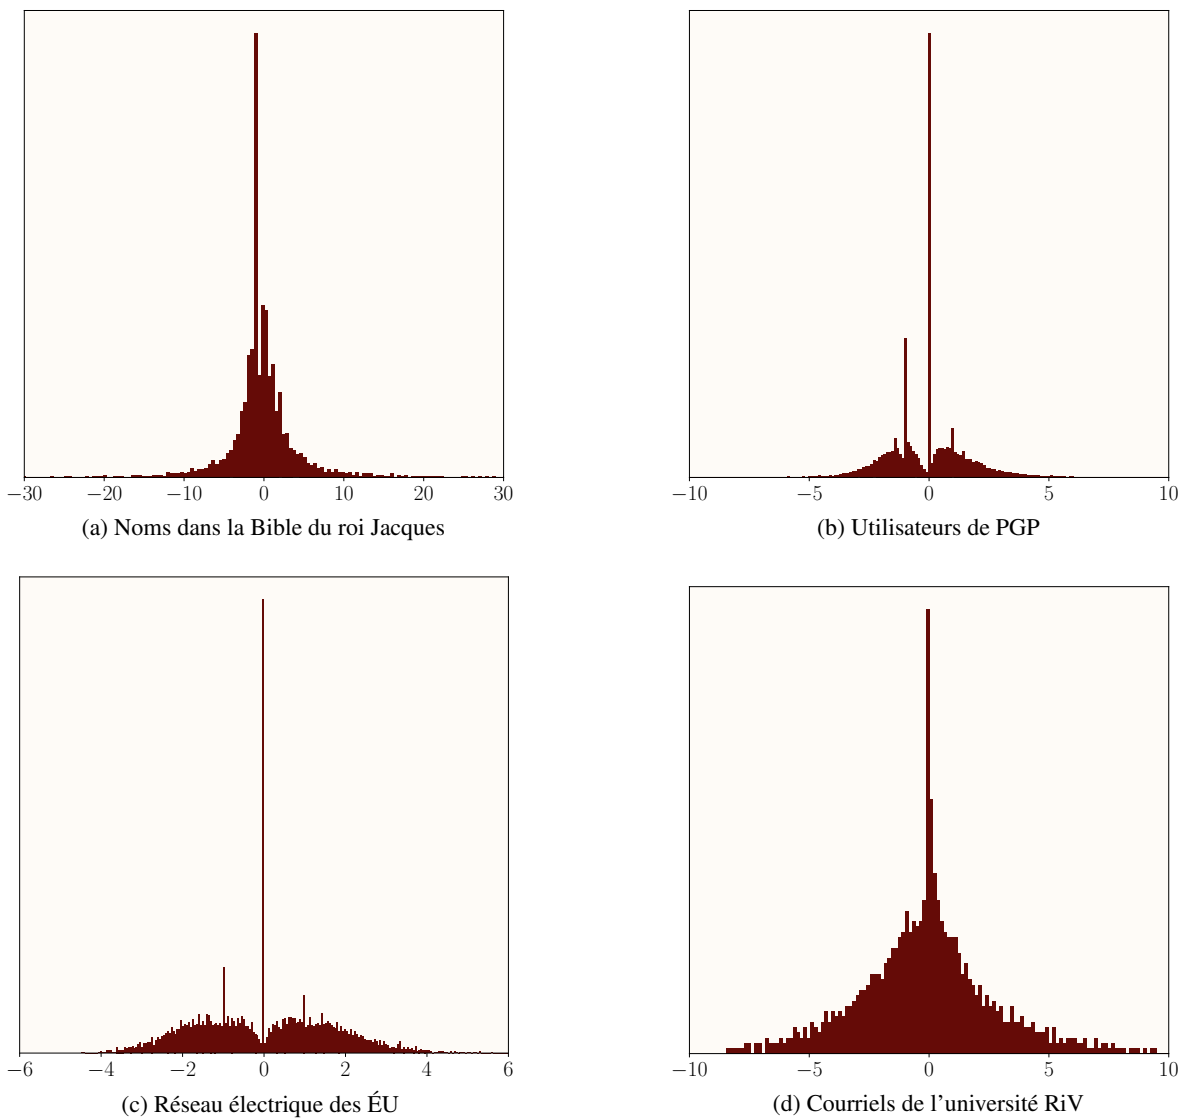 −30 −20 −10 0 10 20 30
(a) Noms dans la Bible du roi Jacques
−10 −5 0 5 10
(b) Utilisateurs de PGP
−6 −4 −2 0 2 4 6
(c) Réseau électrique des ÉU
−10 −5 0 5 10
(d) Courriels de l’université RiV